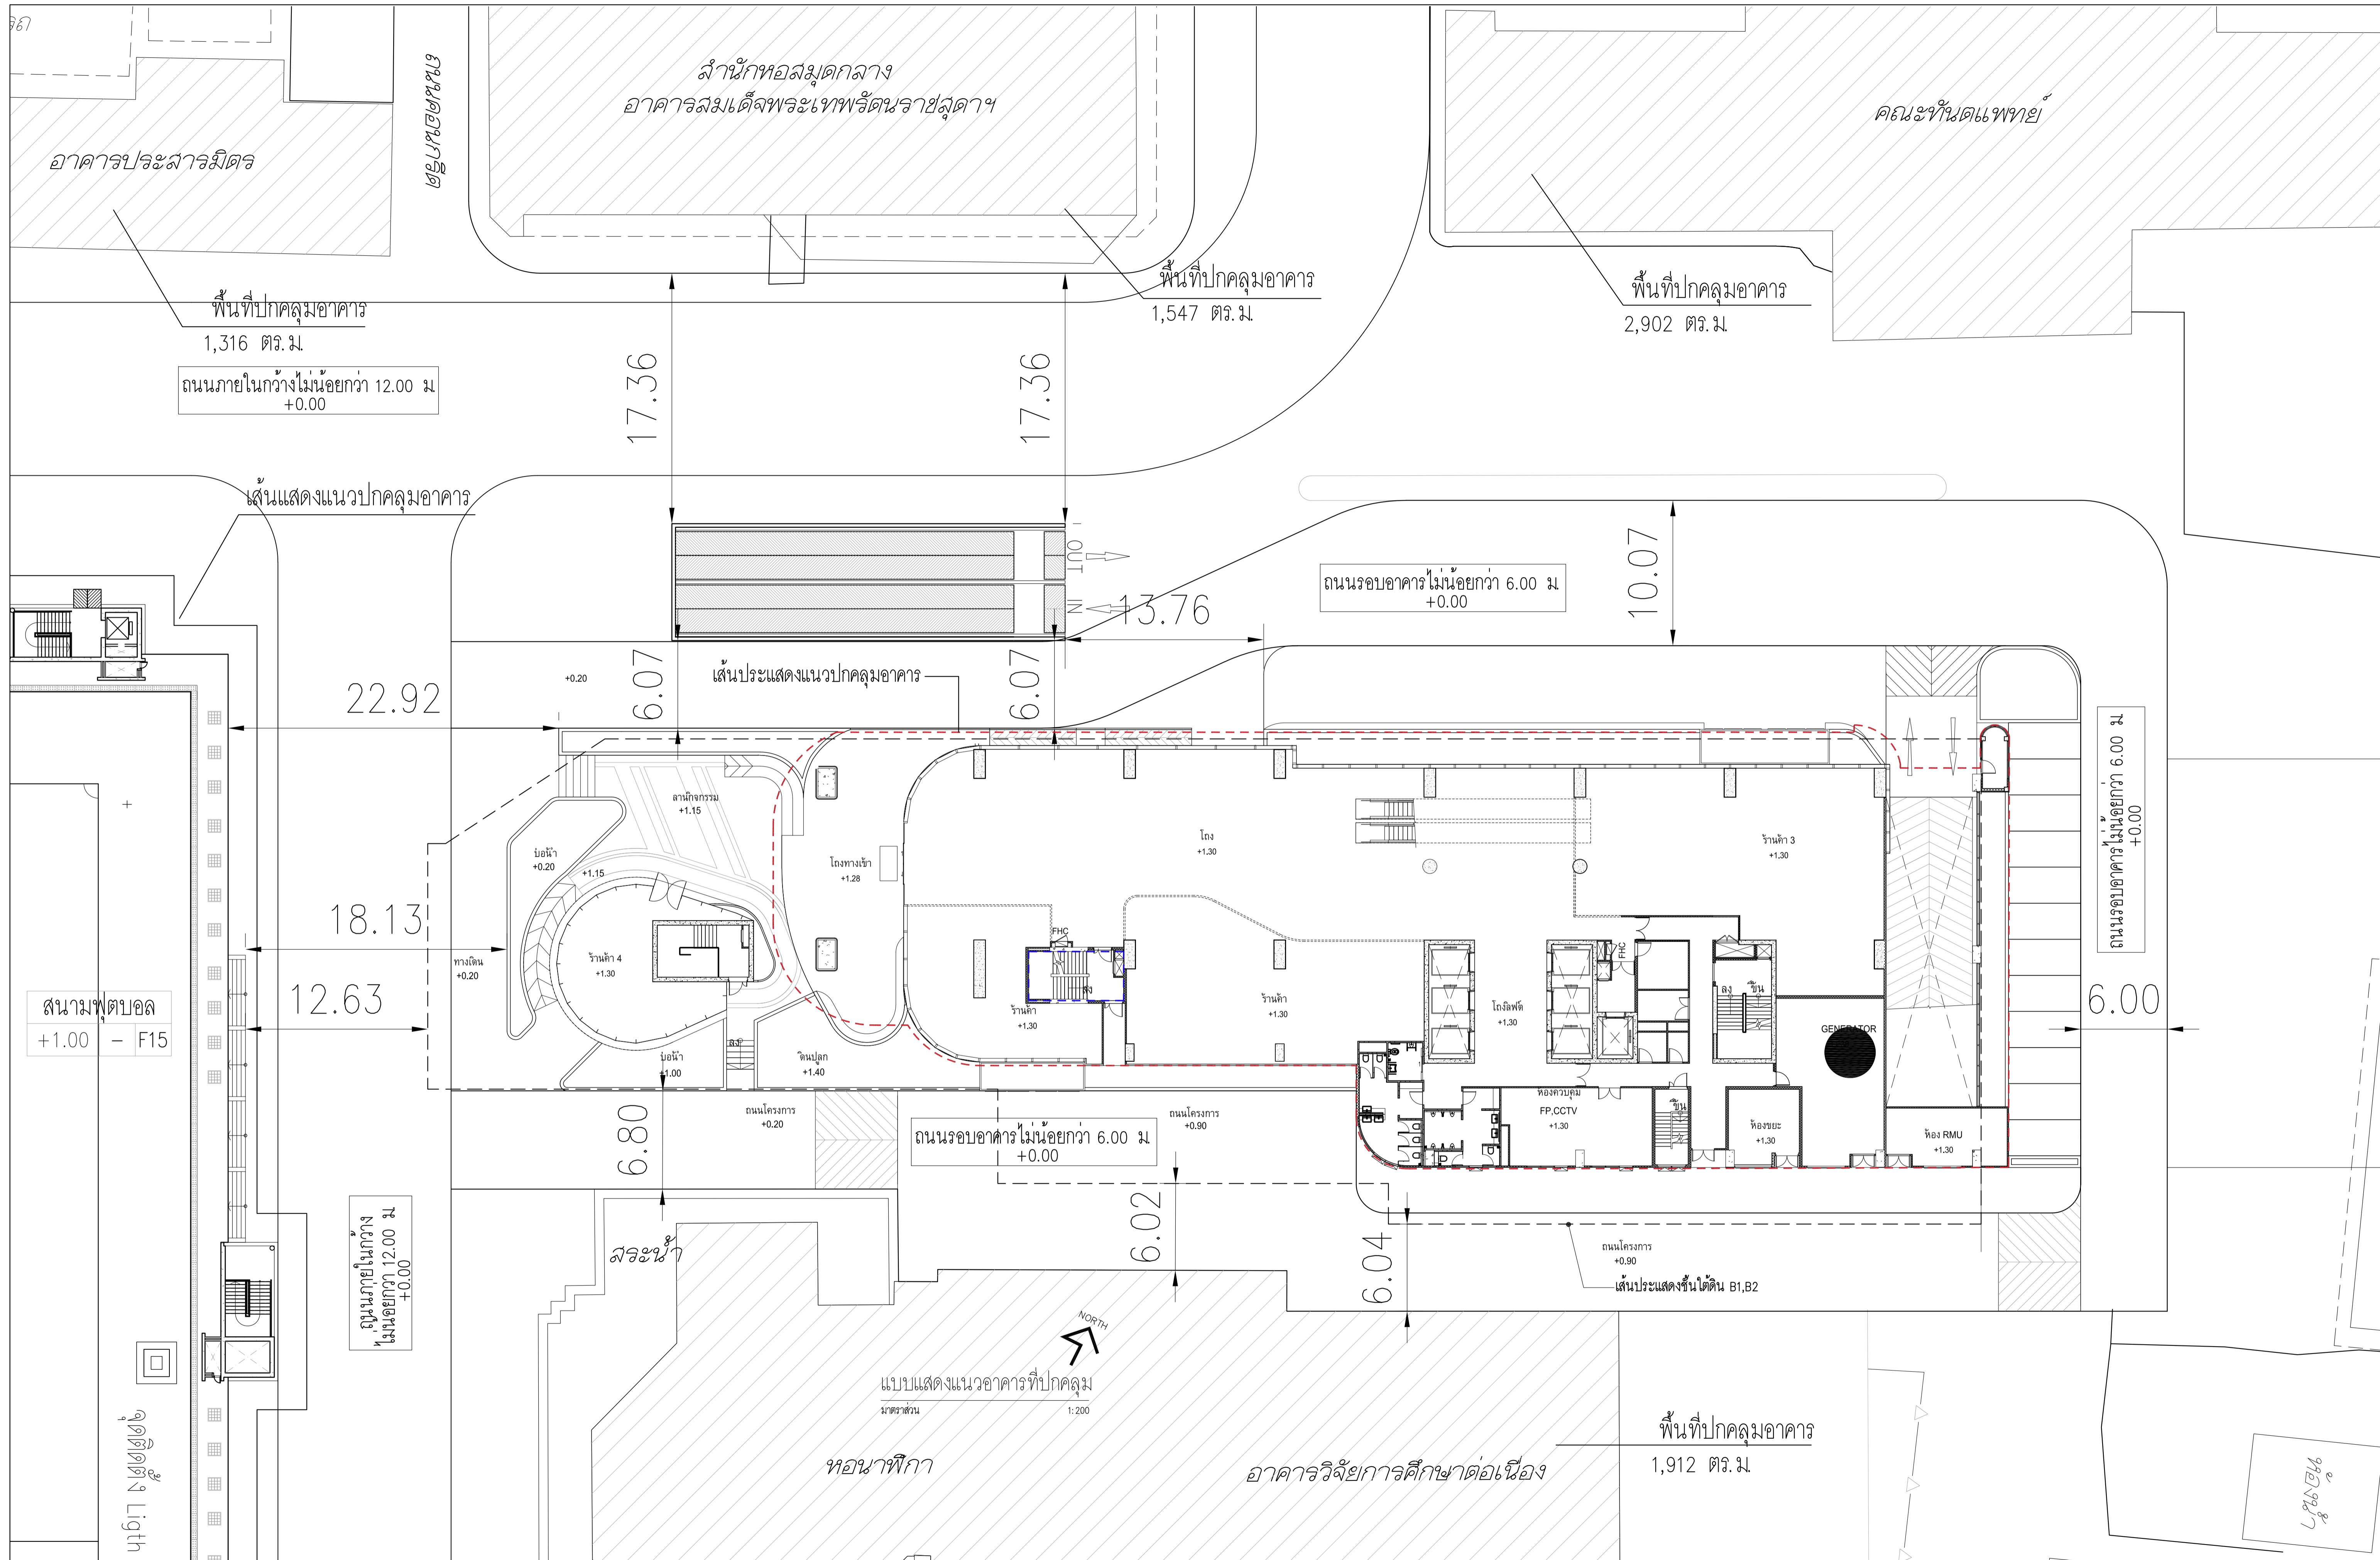 สำนักหอสมุดกลาง
อาคารสมเด็จพระเทพรัตนราชสุดาฯ
คณะทันตแพทย์
อาคารประสารมิตร
พื้นที่ปกคลุมอาคาร
1,316 ตร.ม.
พื้นที่ปกคลุมอาคาร
1,547 ตร.ม.
พื้นที่ปกคลุมอาคาร
2,902 ตร.ม.
ถนนภายในกว้างไม่น้อยกว่า 12.00 ม.
+0.00
17.36
17.36
เส้นแสดงแนวปกคลุมอาคาร
OUT
IN
13.76
ถนนรอบอาคารไม่น้อยกว่า 6.00 ม.
+0.00
10.07
22.92
+0.20
6.07
เส้นประแสดงแนวปกคลุมอาคาร
6.07
ถนนรอบอาคารไม่น้อยกว่า 6.00 ม.
+0.00
ลานกิจกรรม
+1.15
บ่อน้ำ
+0.20
+1.15
โถงทางเข้า
+1.28
โถง
+1.30
ร้านค้า 3
+1.30
18.13
ทางเดิน
+0.20
ร้านค้า 4
+1.30
FHC
FHC
ลง
ร้านค้า
+1.30
ร้านค้า
+1.30
โถงลิฟต์
+1.30
ลง
ขึ้น
GENERATOR
6.00
12.63
สนามฟุตบอล
+1.00 - F15
ลง
บ่อน้ำ
+1.00
ดินปลูก
+1.40
6.80
ถนนโครงการ
+0.20
ถนนรอบอาคารไม่น้อยกว่า 6.00 ม.
+0.00
ถนนโครงการ
+0.90
ห้องควบคุม
FP,CCTV
+1.30
ขึ้น
ห้องขยะ
+1.30
ห้อง RMU
+1.30
ถนนภายในกว้าง
ไม่น้อยกว่า 12.00 ม.
+0.00
สระน้ำ
6.02
6.04
ถนนโครงการ
+0.90
เส้นประแสดงชั้นใต้ดิน B1,B2
NORTH
แบบแสดงแนวอาคารที่ปกคลุม
มาตราส่วน 1:200
พื้นที่ปกคลุมอาคาร
1,912 ตร.ม.
หอนาฬิกา
อาคารวิจัยการศึกษาต่อเนื่อง
จุดติดตั้ง Ligth
ห้องน้ำ